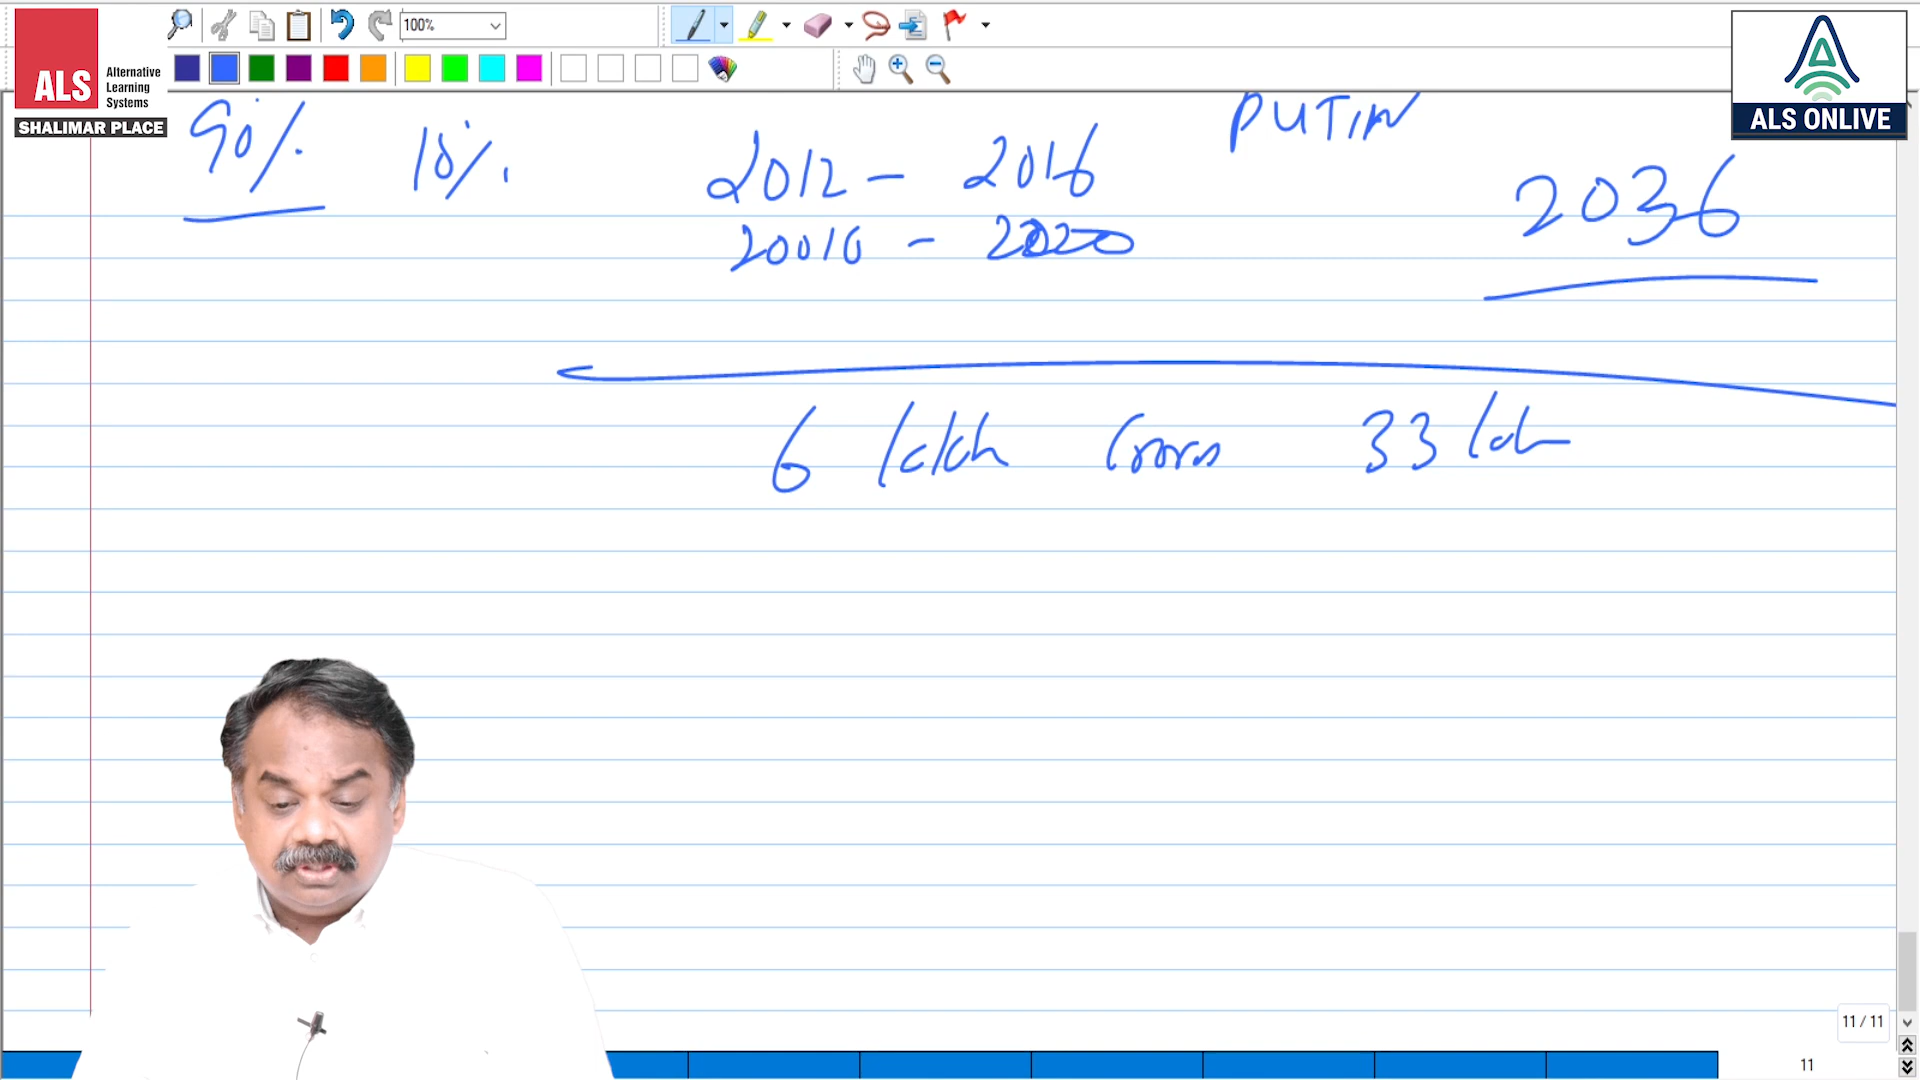 100%
ALS
Alternative
Learning
Systems
SHALIMAR PLACE
ALS ONLIVE
90% 10% 2012 - 2016 PUTIN
20010 - 2020 2036
6 lakh Crores 33 lakh
11 / 11
11